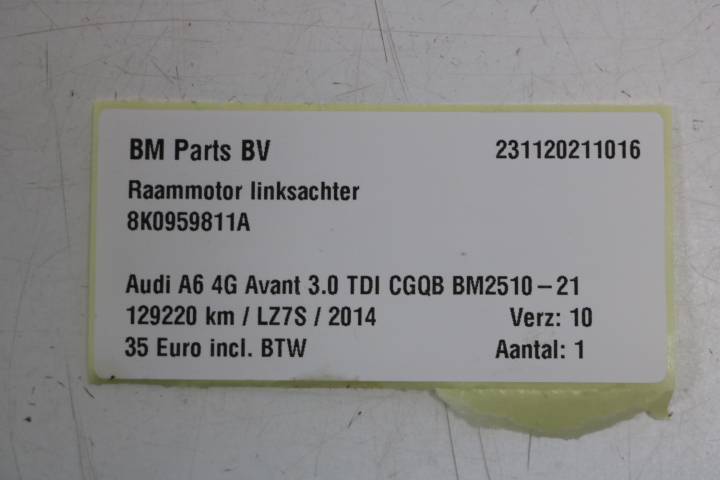 BM Parts BV 231120211016
Raammotor linksachter
8K0959811A
Audi A6 4G Avant 3.0 TDI CGQB BM2510-21
129220 km / LZ7S / 2014 Verz: 10
35 Euro incl. BTW Aantal: 1